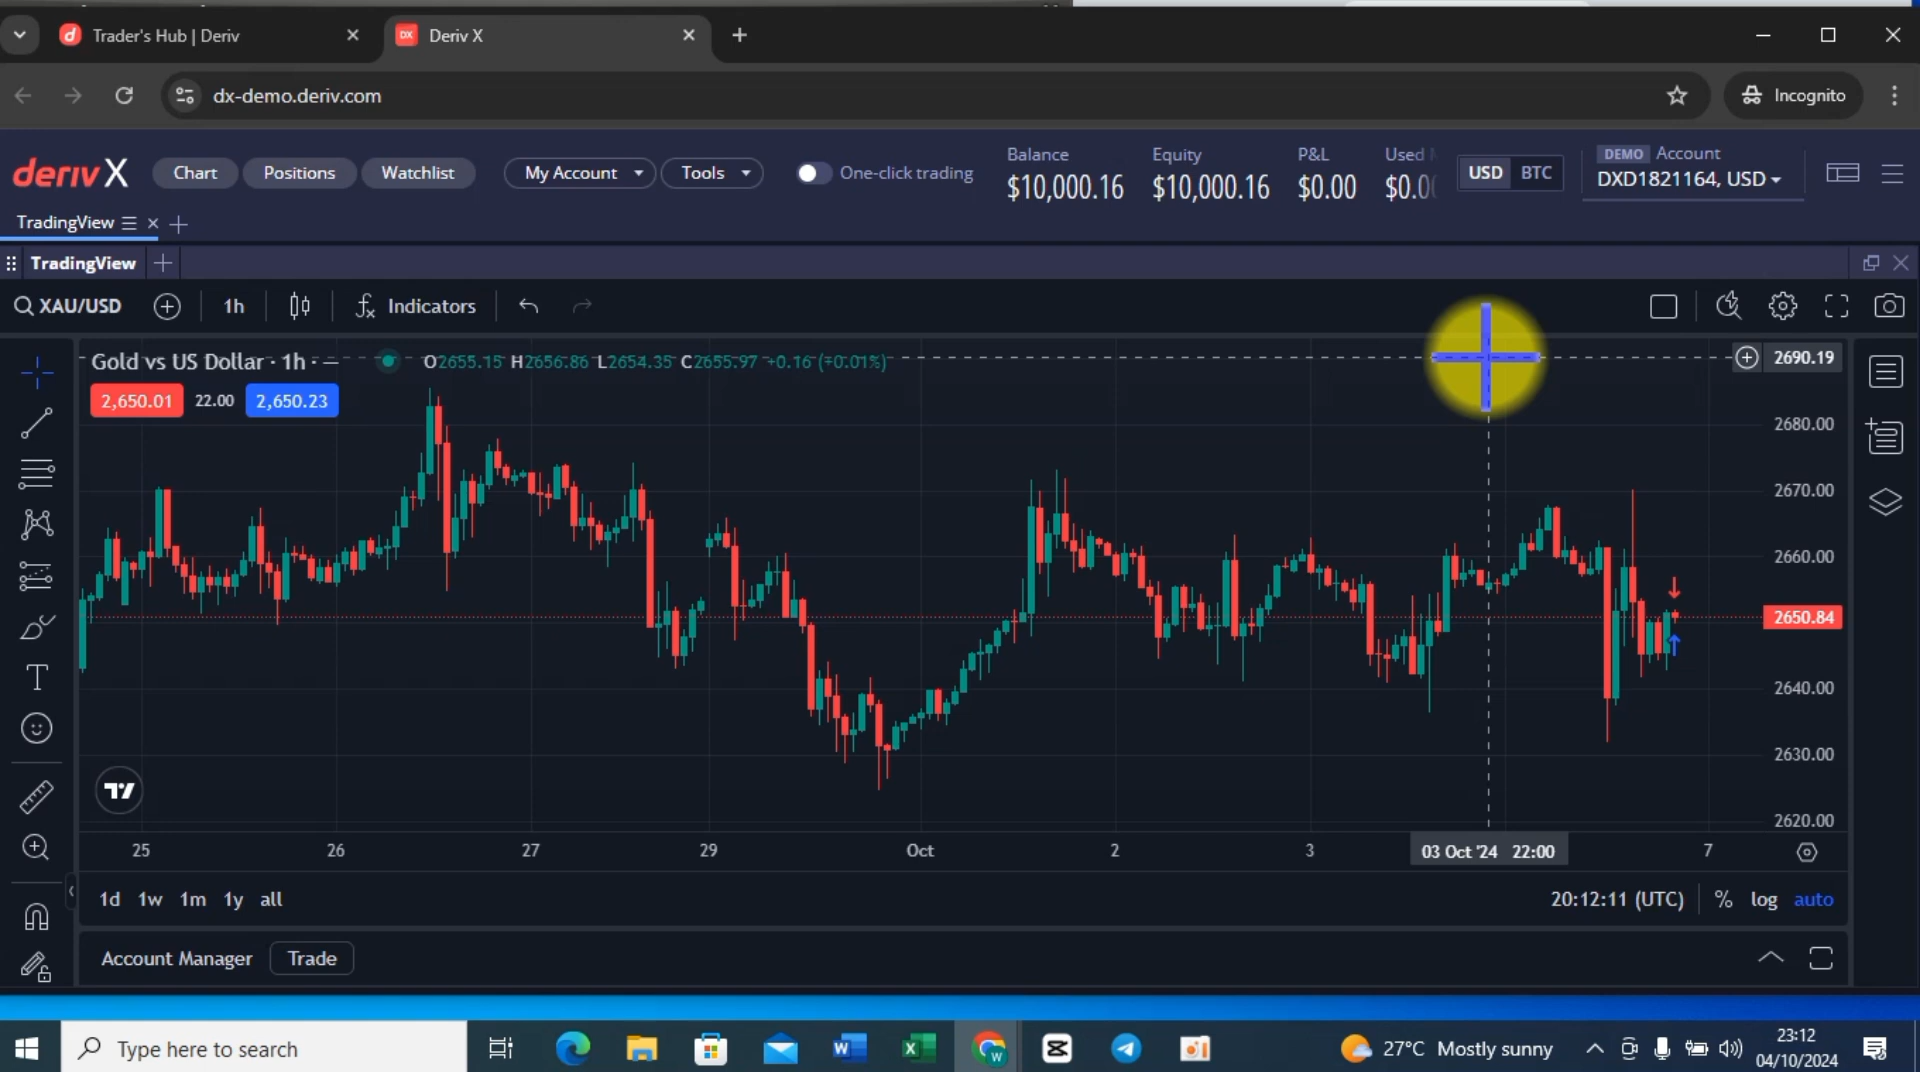 Trader's Hub | Deriv
DX
Deriv X
dx-demo.deriv.com
Incognito
deriv X
Chart
Positions
Watchlist
My Account
Tools
One-click trading
Balance
$10,000.16
Equity
$10,000.16
P&L
$0.00
Used
$0.0
USD
BTC
DEMO Account
DXD1821164, USD
TradingView
TradingView
XAU/USD
1h
Indicators
Gold vs US Dollar · 1h · —
O2655.15 H2656.86 L2654.35 C2655.97 +0.16 (+0.01%)
2,650.01
22.00
2,650.23
2690.19
2680.00
2670.00
2660.00
2650.84
2640.00
2630.00
2620.00
25
26
27
29
Oct
2
3
03 Oct '24 22:00
7
1d 1w 1m 1y all
20:12:11 (UTC)
% log auto
Account Manager
Trade
Type here to search
27°C Mostly sunny
23:12
04/10/2024